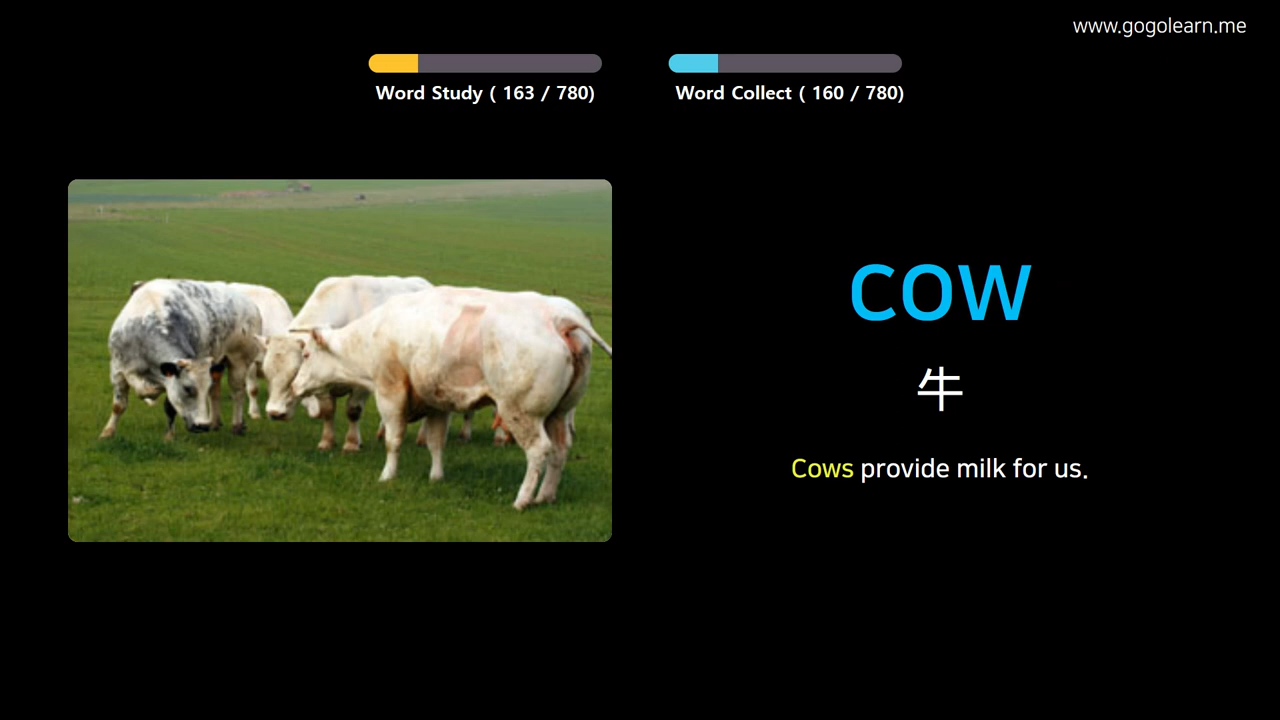 www.gogolearn.me
Word Study ( 163 / 780)
Word Collect ( 160 / 780)
COW
牛
Cows provide milk for us.